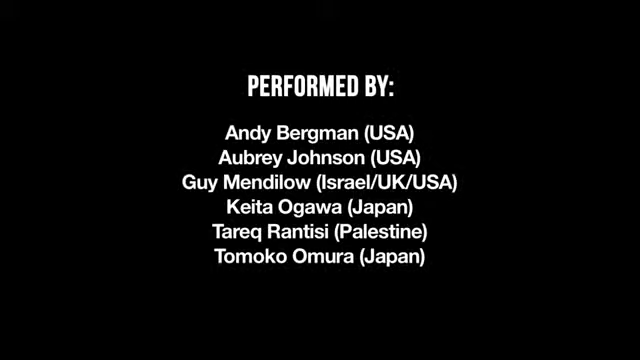 PERFORMED BY:
Andy Bergman (USA)
Aubrey Johnson (USA)
Guy Mendilow (Israel/UK/USA)
Keita Ogawa (Japan)
Tareq Rantisi (Palestine)
Tomoko Omura (Japan)